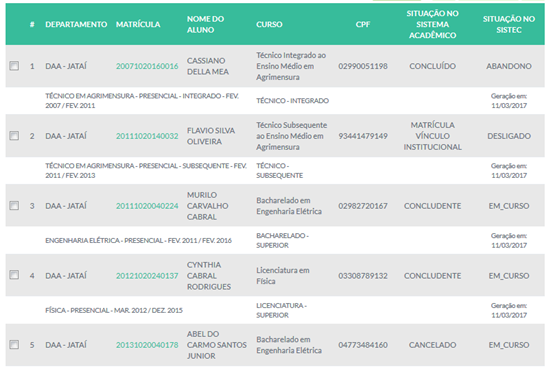 # DEPARTAMENTO MATRÍCULA NOME DO ALUNO CURSO CPF SITUAÇÃO NO SISTEMA ACADÊMICO SITUAÇÃO NO SISTEC
1 DAA - JATAÍ 20071020160016 CASSIANO DELLA MEA Técnico Integrado ao Ensino Médio em Agrimensura 02990051198 CONCLUÍDO ABANDONO
TÉCNICO EM AGRIMENSURA - PRESENCIAL - INTEGRADO - FEV. 2007 / FEV. 2011 TÉCNICO - INTEGRADO Geração em: 11/03/2017
2 DAA - JATAÍ 20111020140032 FLAVIO SILVA OLIVEIRA Técnico Subsequente ao Ensino Médio em Agrimensura 93441479149 MATRÍCULA VÍNCULO INSTITUCIONAL DESLIGADO
TÉCNICO EM AGRIMENSURA - PRESENCIAL - SUBSEQUENTE - FEV. 2011 / FEV. 2013 TÉCNICO - SUBSEQUENTE Geração em: 11/03/2017
3 DAA - JATAÍ 20111020040224 MURILO CARVALHO CABRAL Bacharelado em Engenharia Elétrica 02982720167 CONCLUDENTE EM_CURSO
ENGENHARIA ELÉTRICA - PRESENCIAL - FEV. 2011 / FEV. 2016 BACHARELADO - SUPERIOR Geração em: 11/03/2017
4 DAA - JATAÍ 20121020240137 CYNTHIA CABRAL RODRIGUES Licenciatura em Física 03308789132 CONCLUDENTE EM_CURSO
FÍSICA - PRESENCIAL - MAR. 2012 / DEZ. 2015 LICENCIATURA - SUPERIOR Geração em: 11/03/2017
5 DAA - JATAÍ 20131020040178 ABEL DO CARMO SANTOS JUNIOR Bacharelado em Engenharia Elétrica 04773484160 CANCELADO EM_CURSO